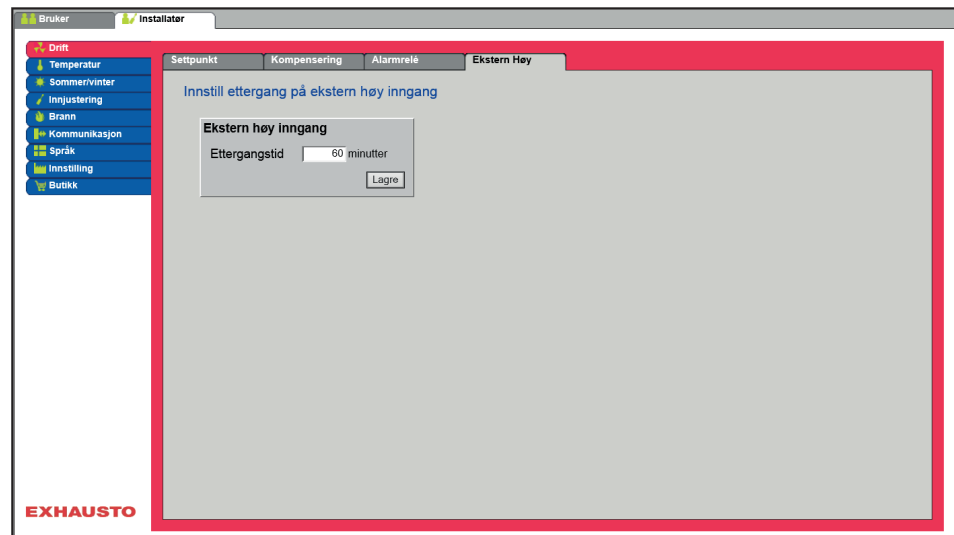 Bruker
Installatør
Drift
Temperatur
Sommer/vinter
Innjustering
Brann
Kommunikasjon
Språk
Innstilling
Butikk
Settpunkt
Kompensering
Alarmrelé
Ekstern Høy
Innstill ettergang på ekstern høy inngang
Ekstern høy inngang
Ettergangstid 60 minutter
Lagre
EXHAUSTO